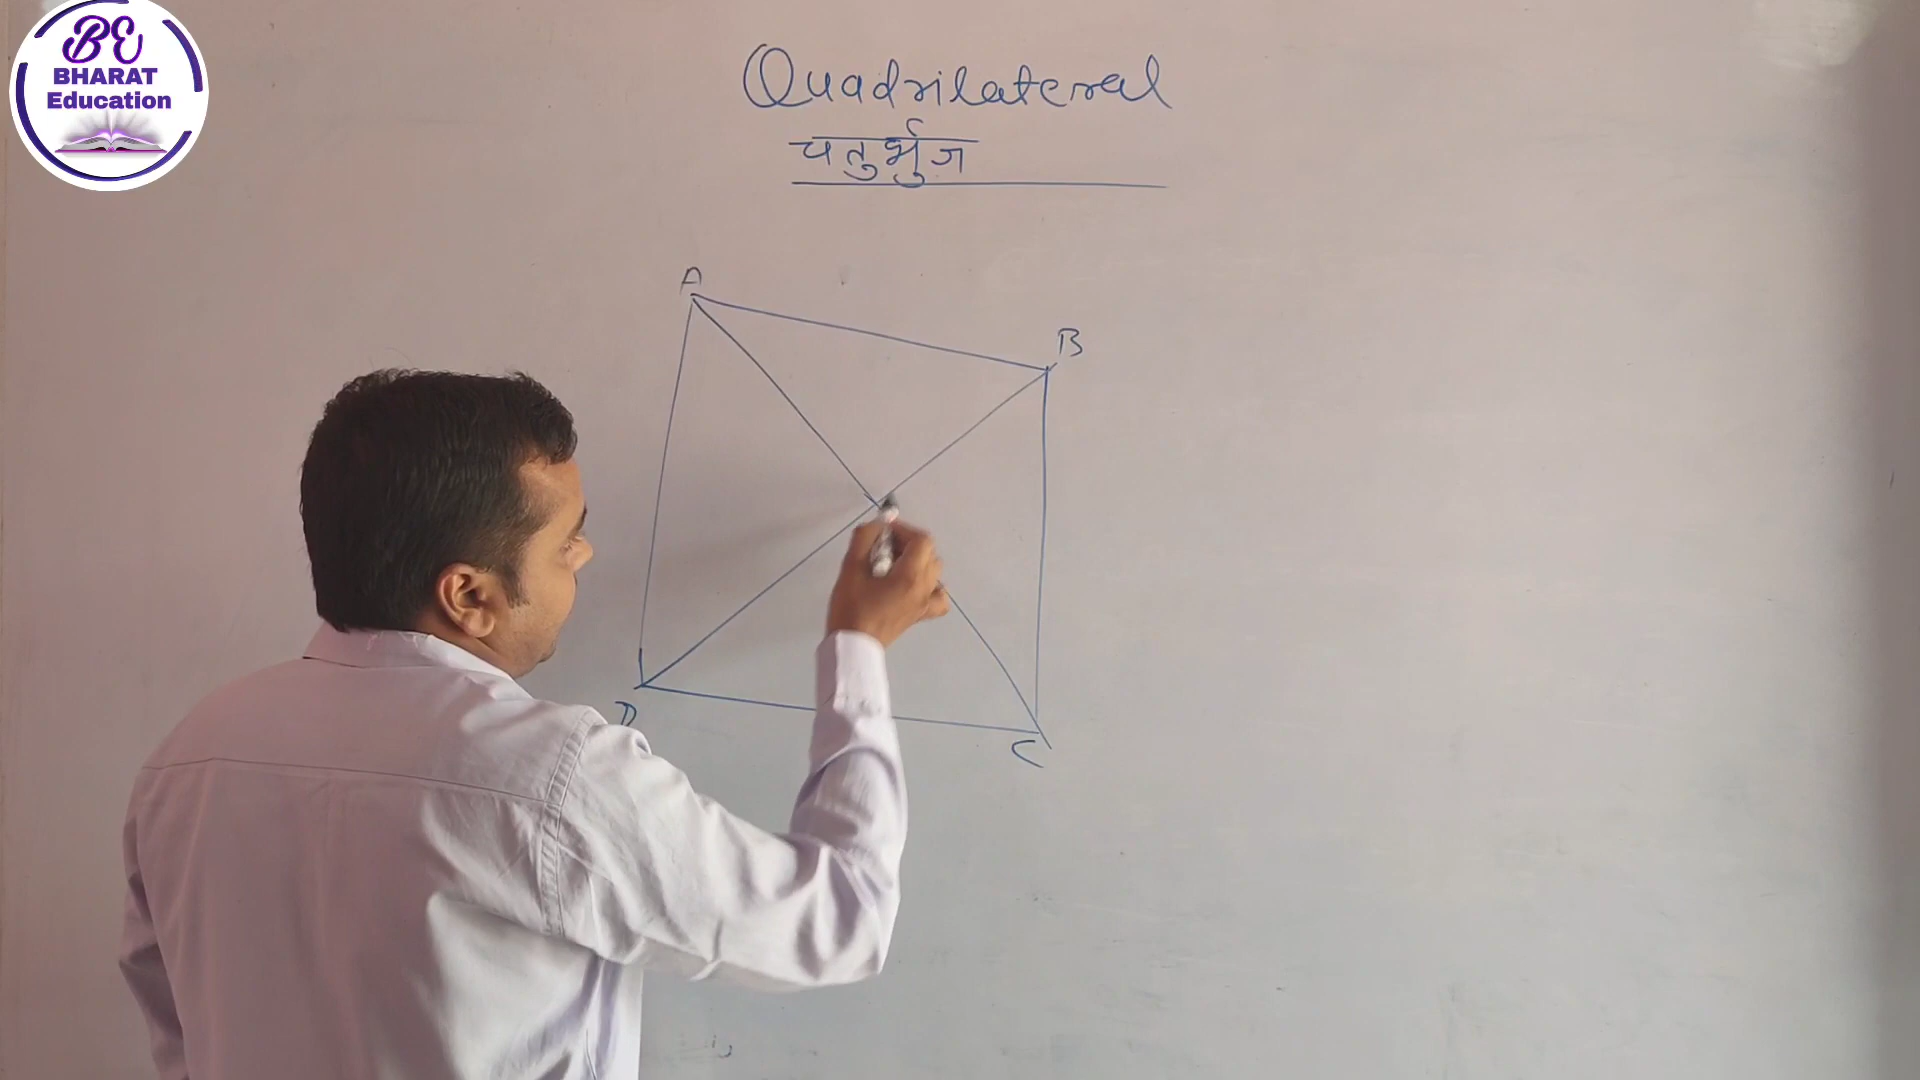 BE
BHARAT
Education
Quadrilateral
चतुर्भुज
A
B
D
C